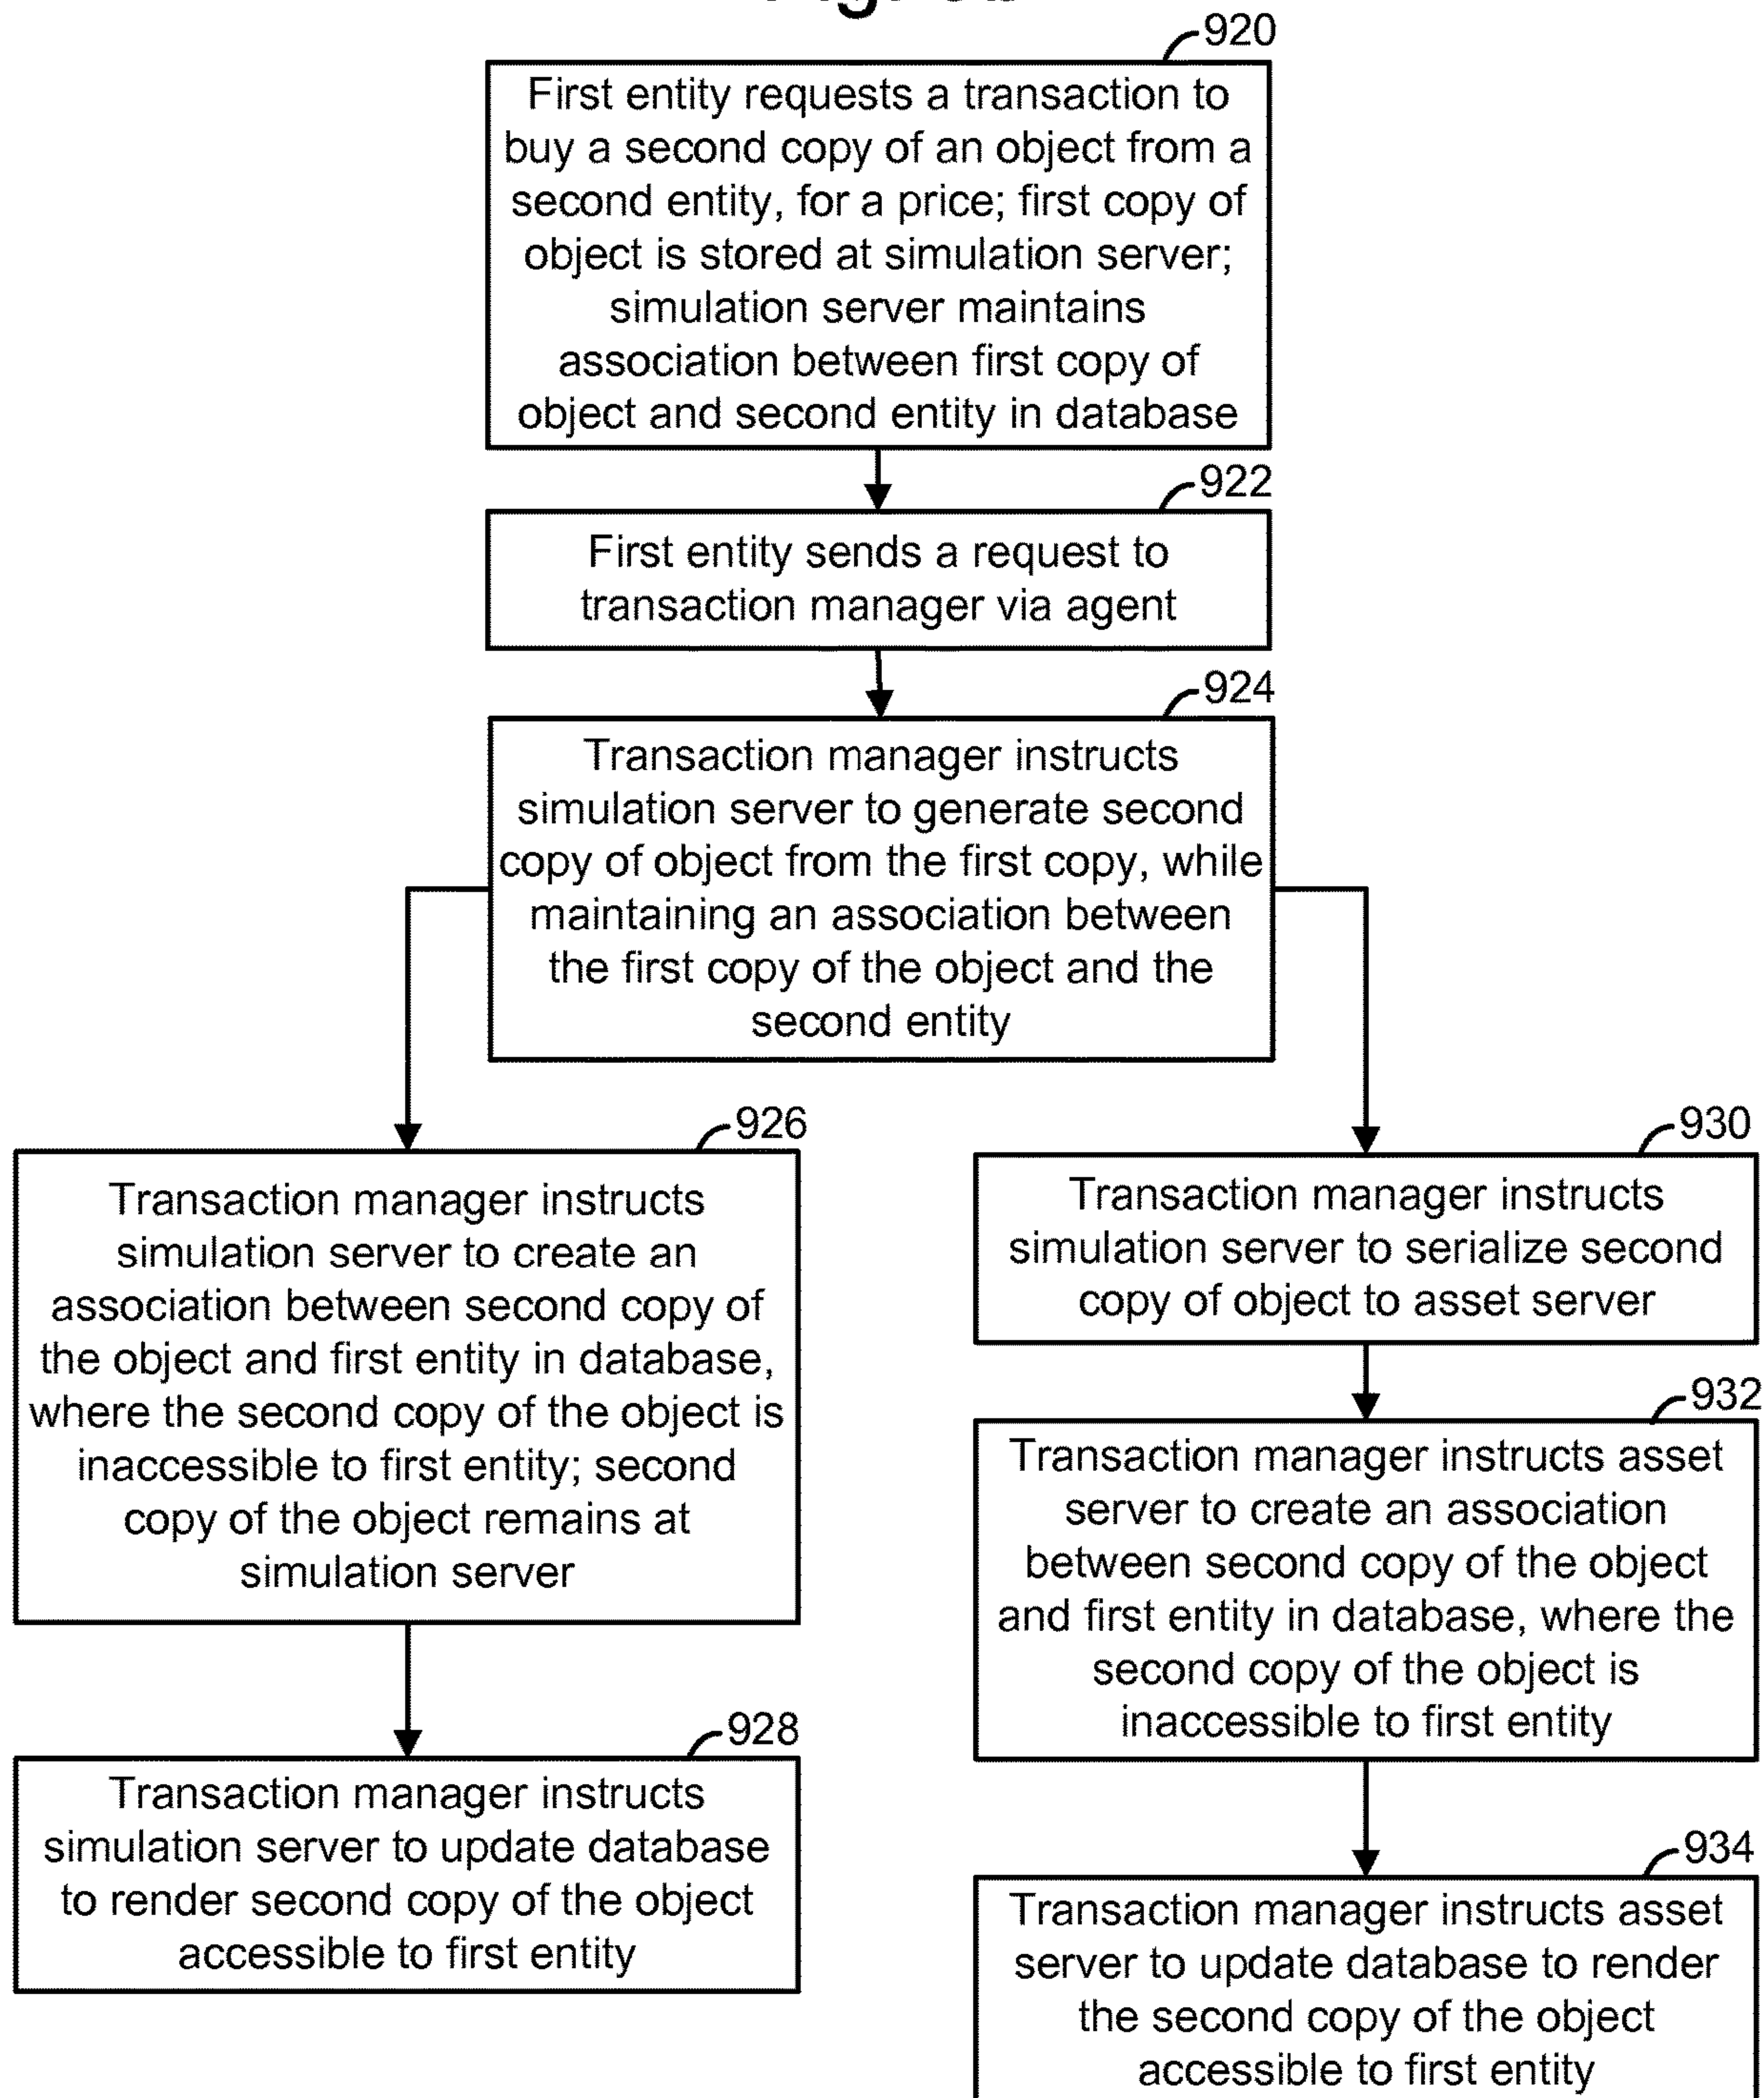 920
First entity requests a transaction to
buy a second copy of an object from a
second entity, for a price; first copy of
object is stored at simulation server;
simulation server maintains
association between first copy of
object and second entity in database
922
First entity sends a request to
transaction manager via agent
924
Transaction manager instructs
simulation server to generate second
copy of object from the first copy, while
maintaining an association between
the first copy of the object and the
second entity
926
Transaction manager instructs
simulation server to create an
association between second copy of
the object and first entity in database,
where the second copy of the object is
inaccessible to first entity; second
copy of the object remains at
simulation server
928
Transaction manager instructs
simulation server to update database
to render second copy of the object
accessible to first entity
930
Transaction manager instructs
simulation server to serialize second
copy of object to asset server
932
Transaction manager instructs asset
server to create an association
between second copy of the object
and first entity in database, where the
second copy of the object is
inaccessible to first entity
934
Transaction manager instructs asset
server to update database to render
the second copy of the object
accessible to first entity